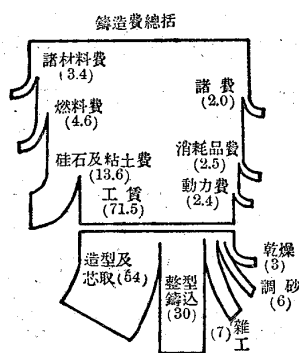 鑄造費總括
諸材料費
(3.4)
燃料費
(4.6)
硅石及粘土費
(13.6)
工賃
(71.5)
諸費
(2.0)
消耗品費
(2.5)
動力費
(2.4)
造型及
芯取(54)
整型
鑄込
(30)
雜工
(7)
乾燥
(3)
調砂
(6)